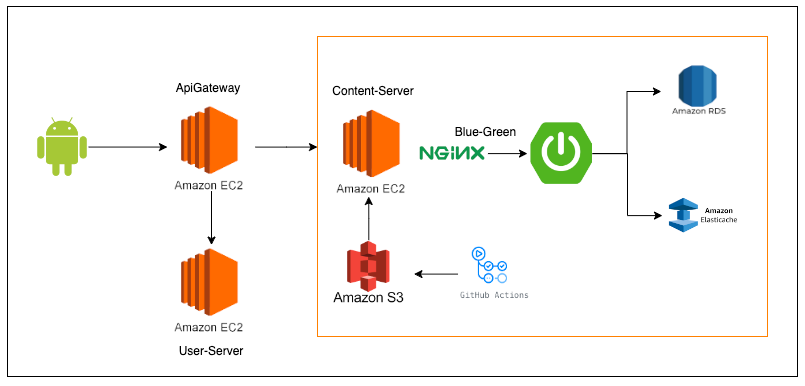 ApiGateway
Amazon EC2
Amazon EC2
User-Server
Content-Server
Amazon EC2
Blue-Green
NGINX
Amazon RDS
Amazon
Elasticache
Amazon S3
GitHub Actions